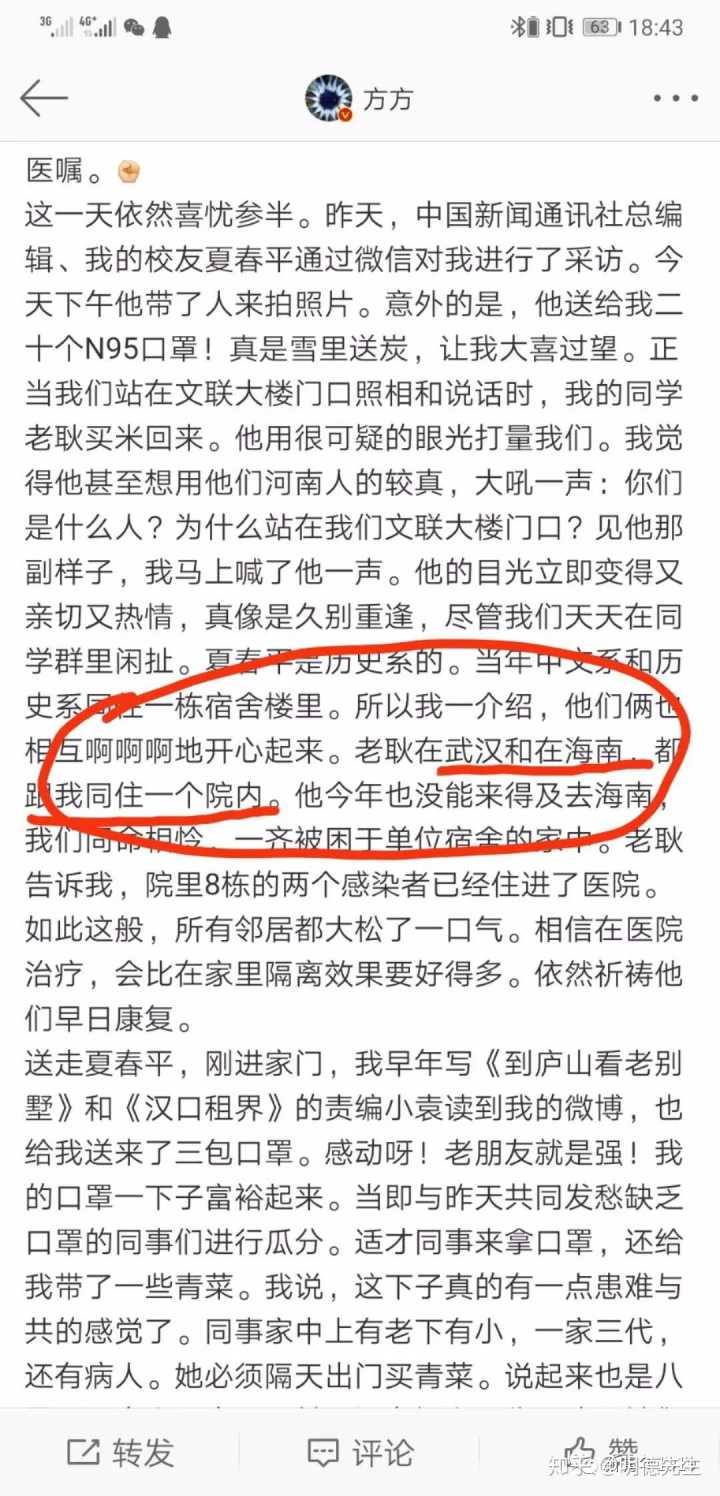 3G 4G+ 63 18:43
方方
医嘱。
这一天依然喜忧参半。昨天，中国新闻通讯社总编
辑、我的校友夏春平通过微信对我进行了采访。今
天下午他带了人来拍照片。意外的是，他送给我二
十个N95口罩！真是雪里送炭，让我大喜过望。正
当我们站在文联大楼门口照相和说话时，我的同学
老耿买米回来。他用很可疑的眼光打量我们。我觉
得他甚至想用他们河南人的较真，大吼一声：你们
是什么人？为什么站在我们文联大楼门口？见他那
副样子，我马上喊了他一声。他的目光立即变得又
亲切又热情，真像是久别重逢，尽管我们天天在同
学群里闲扯。夏春平是历史系的。当年中文系和历
史系同住一栋宿舍楼里。所以我一介绍，他们俩也
相互啊啊啊地开心起来。老耿在武汉和在海南，都
跟我同住一个院内。他今年也没能来得及去海南，
我们同命相怜，一齐被困于单位宿舍的家中。老耿
告诉我，院里8栋的两个感染者已经住进了医院。
如此这般，所有邻居都大松了一口气。相信在医院
治疗，会比在家里隔离效果要好得多。依然祈祷他
们早日康复。
送走夏春平，刚进家门，我早年写《到庐山看老别
墅》和《汉口租界》的责编小袁读到我的微博，也
给我送来了三包口罩。感动呀！老朋友就是强！我
的口罩一下子富裕起来。当即与昨天共同发愁缺乏
口罩的同事们进行瓜分。适才同事来拿口罩，还给
我带了一些青菜。我说，这下子真的有一点患难与
共的感觉了。同事家中上有老下有小，一家三代，
还有病人。她必须隔天出门买青菜。说起来也是八
转发 评论 赞
知乎 @明德先生